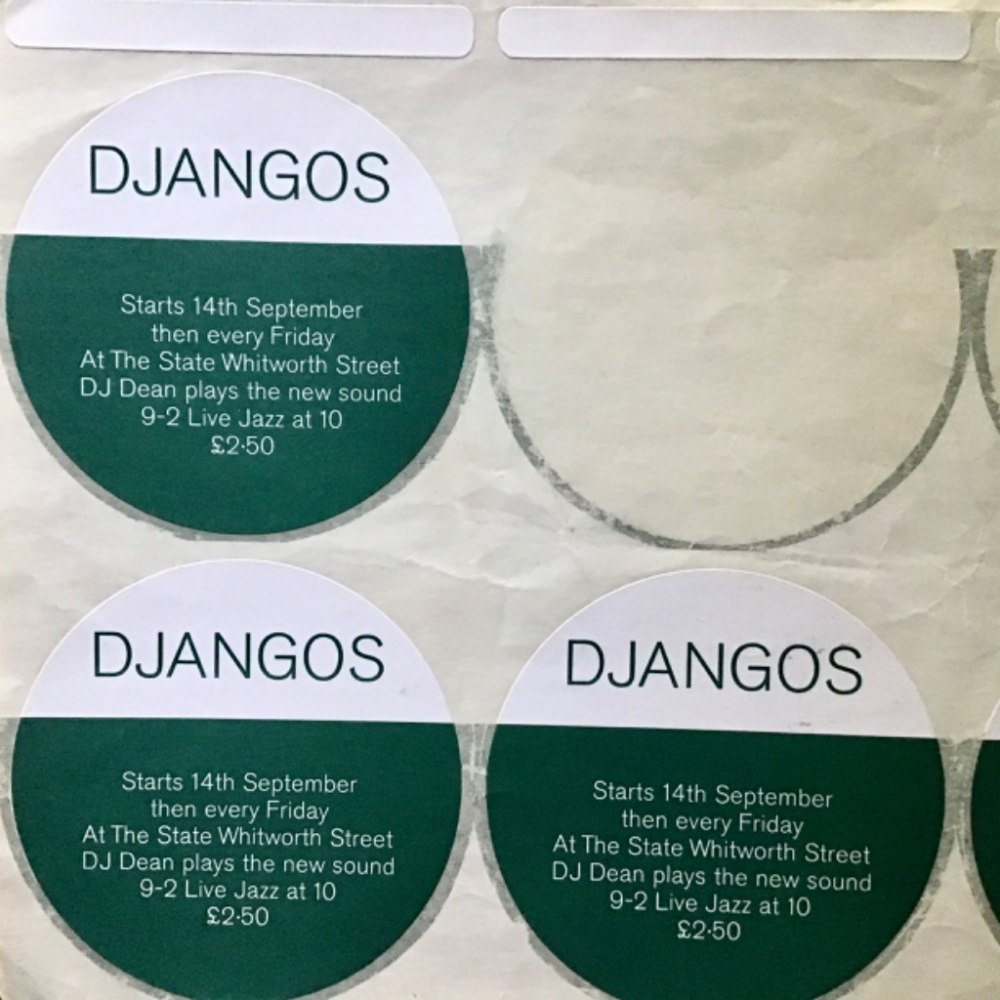 DJANGOS
Starts 14th September
then every Friday
At The State Whitworth Street
DJ Dean plays the new sound
9-2 Live Jazz at 10
£2·50
DJANGOS
Starts 14th September
then every Friday
At The State Whitworth Street
DJ Dean plays the new sound
9-2 Live Jazz at 10
£2·50
DJANGOS
Starts 14th September
then every Friday
At The State Whitworth Street
DJ Dean plays the new sound
9-2 Live Jazz at 10
£2·50